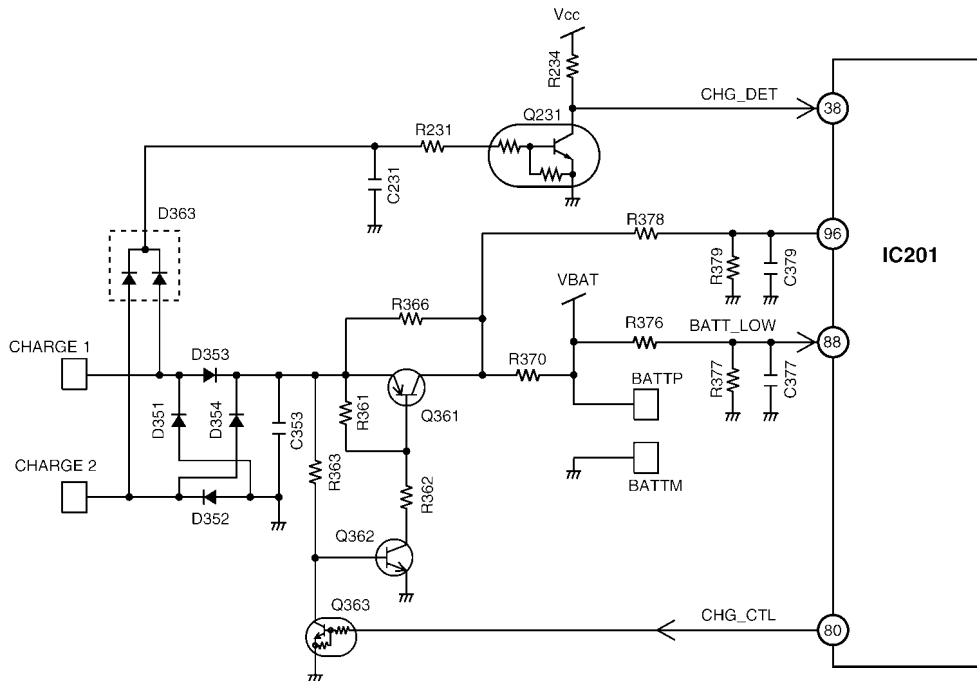 Vcc
R234
CHG_DET
38
Q231
R231
C231
D363
R378
96
R379
C379
IC201
VBAT
R366
R376
BATT_LOW
88
CHARGE 1
D353
R370
R377
C377
D351
D354
C353
R361
Q361
BATTP
CHARGE 2
R363
R362
BATTM
D352
Q362
Q363
CHG_CTL
80